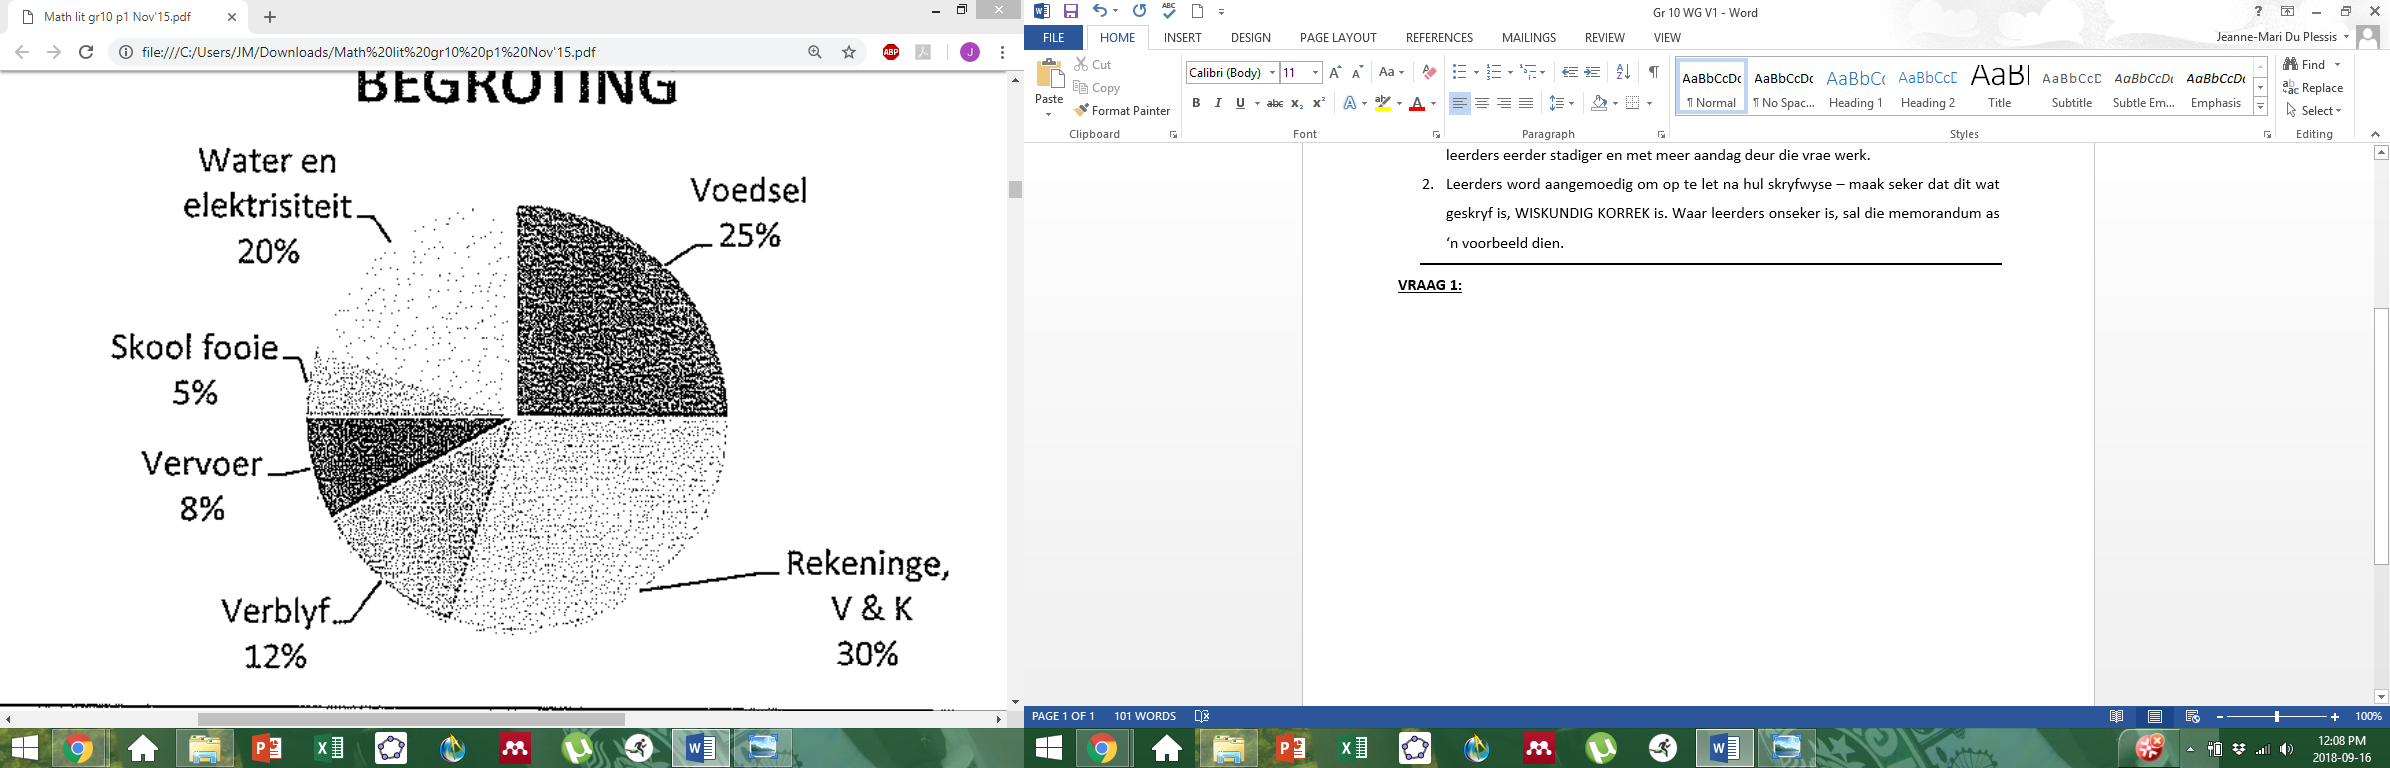 Math lit gr10 p1 Nov'15.pdf
file:///C:/Users/JM/Downloads/Math%20lit%20gr10%20p1%20Nov'15.pdf
ABP
J
BEGROTING
Water en
elektrisiteit
20%
Voedsel
25%
Skool fooie
5%
Vervoer
8%
Verblyf
12%
Rekeninge,
V & K
30%
Gr 10 WG V1 - Word
FILE HOME INSERT DESIGN PAGE LAYOUT REFERENCES MAILINGS REVIEW VIEW
Jeanne-Mari Du Plessis
Paste
Cut
Copy
Format Painter
Clipboard
Calibri (Body) 11
B I U abc x₂ x²
Font
Paragraph
AaBbCcDc AaBbCcDc AaBbCc AaBbCcD AaBl AaBbCcD AaBbCcDc AaBbCcDc
¶ Normal ¶ No Spac... Heading 1 Heading 2 Title Subtitle Subtle Em... Emphasis
Styles
Find
Replace
Select
Editing
leerders eerder stadiger en met meer aandag deur die vrae werk.
2. Leerders word aangemoedig om op te let na hul skryfwyse – maak seker dat dit wat
geskryf is, WISKUNDIG KORREK is. Waar leerders onseker is, sal die memorandum as
‘n voorbeeld dien.
VRAAG 1:
PAGE 1 OF 1 101 WORDS
100%
12:08 PM
2018-09-16